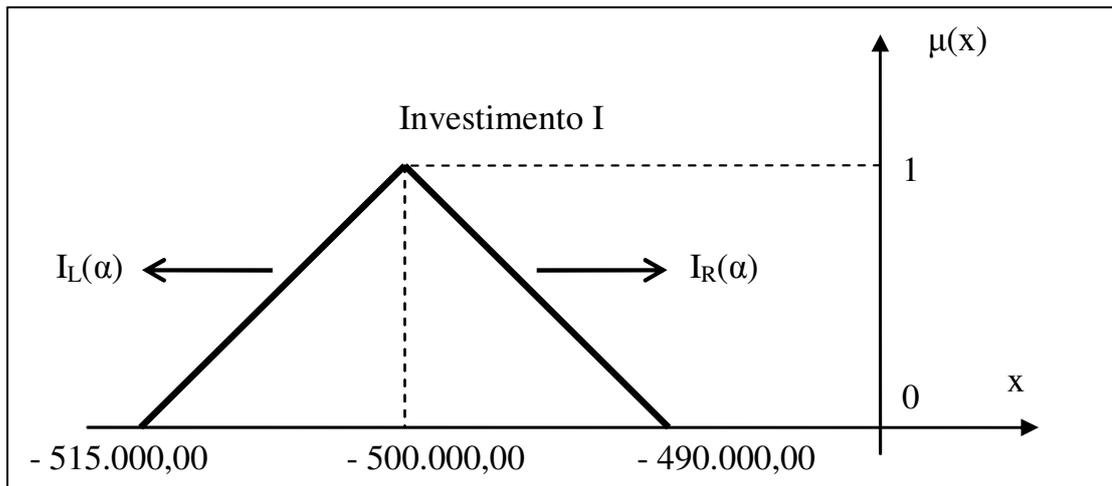 μ(x)
Investimento I
1
I_L(α)
I_R(α)
x
0
- 515.000,00
- 500.000,00
- 490.000,00